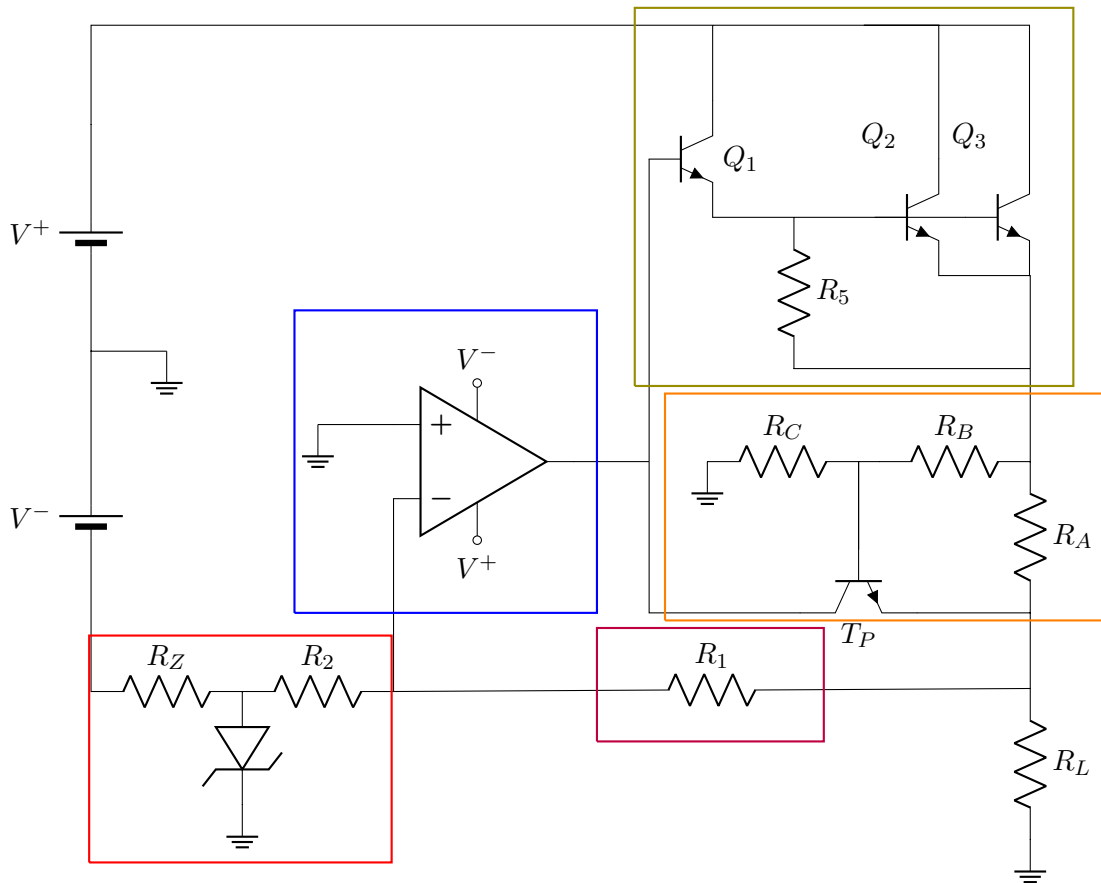 Q₁
Q₂
Q₃
V⁺
R₅
V⁻
+
−
V⁺
R_C
R_B
V⁻
R_A
T_P
R_Z
R₂
R₁
R_L